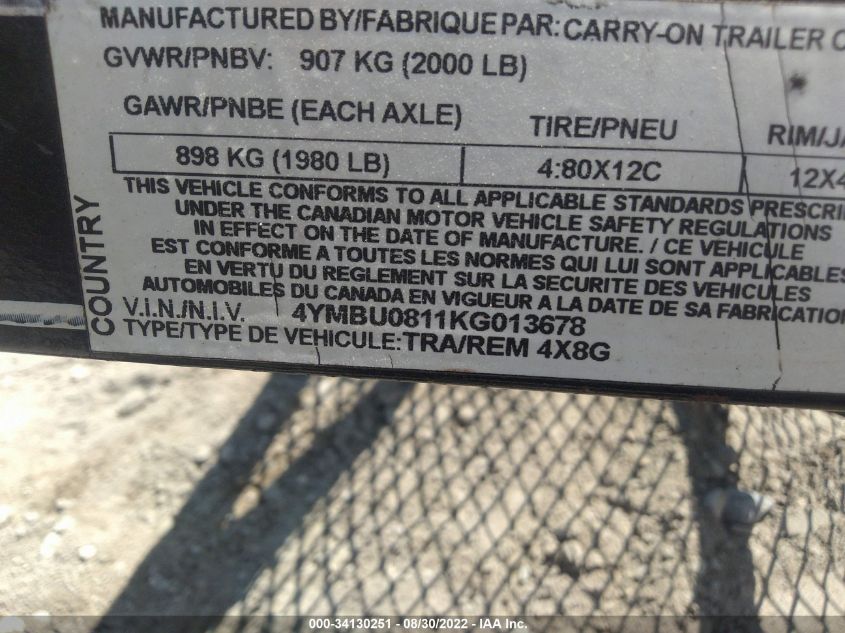 MANUFACTURED BY/FABRIQUE PAR: CARRY-ON TRAILER
GVWR/PNBV: 907 KG (2000 LB)
GAWR/PNBE (EACH AXLE) TIRE/PNEU
898 KG (1980 LB) 4:80X12C
THIS VEHICLE CONFORMS TO ALL APPLICABLE STANDARDS
UNDER THE CANADIAN MOTOR VEHICLE SAFETY REGULATIONS
IN EFFECT ON THE DATE OF MANUFACTURE. / CE VEHICULE
EST CONFORME A TOUTES LES NORMES QUI LUI SONT APPLICABLES
EN VERTU DU REGLEMENT SUR LA SECURITE DES VEHICULES
AUTOMOBILES DU CANADA EN VIGUEUR A LA DATE DE SA FABRICATION
V.I.N./N.I.V. 4YMBU0811KG013678
TYPE/TYPE DE VEHICULE: TRA/REM 4X8G
COUNTRY
000-34130251 - 08/30/2022 - IAA Inc.